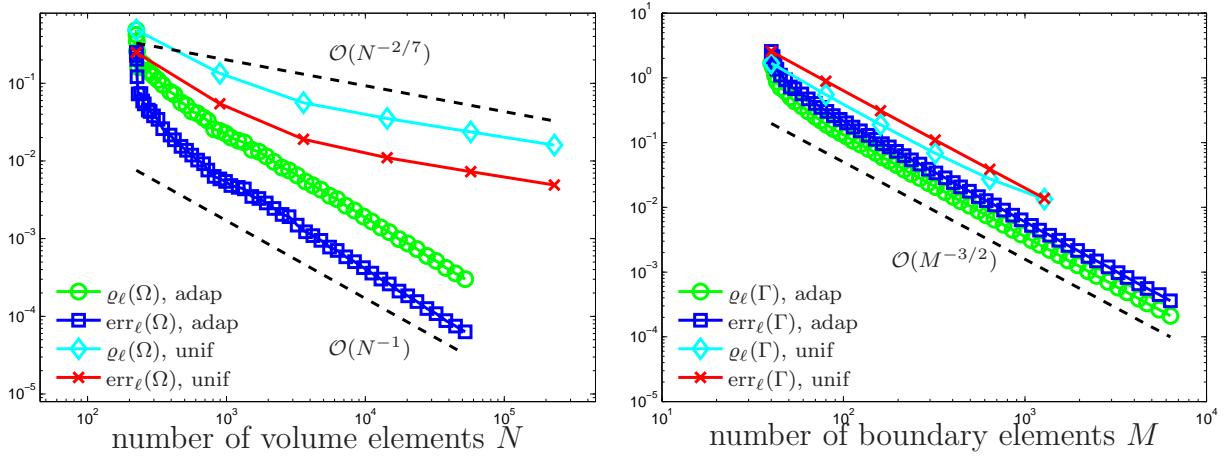 10^0
10^{-1}
10^{-2}
10^{-3}
10^{-4}
10^{-5}
O(N^{-2/7})
O(N^{-1})
ϱ_ℓ(Ω), adap
err_ℓ(Ω), adap
ϱ_ℓ(Ω), unif
err_ℓ(Ω), unif
10^2 10^3 10^4 10^5
number of volume elements N
10^1
10^0
10^{-1}
10^{-2}
10^{-3}
10^{-4}
10^{-5}
O(M^{-3/2})
ϱ_ℓ(Γ), adap
err_ℓ(Γ), adap
ϱ_ℓ(Γ), unif
err_ℓ(Γ), unif
10^1 10^2 10^3 10^4
number of boundary elements M